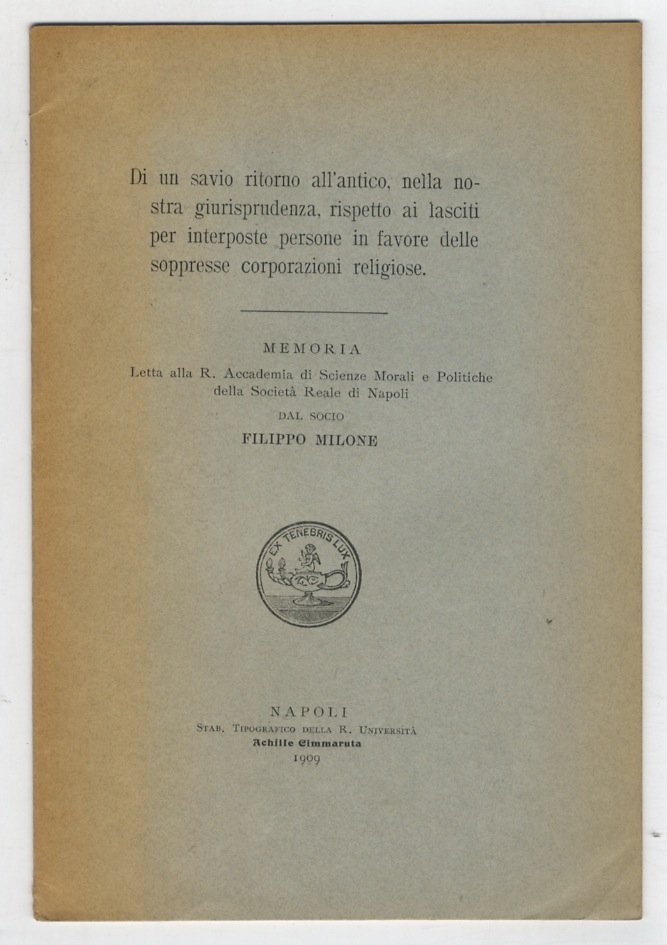 Di un savio ritorno all'antico, nella no-
stra giurisprudenza, rispetto ai lasciti
per interposte persone in favore delle
soppresse corporazioni religiose.
MEMORIA
Letta alla R. Accademia di Scienze Morali e Politiche
della Società Reale di Napoli
DAL SOCIO
FILIPPO MILONE
EX TENEBRIS LUX
NAPOLI
STAB. TIPOGRAFICO DELLA R. UNIVERSITÀ
Achille Cimmaruta
1909